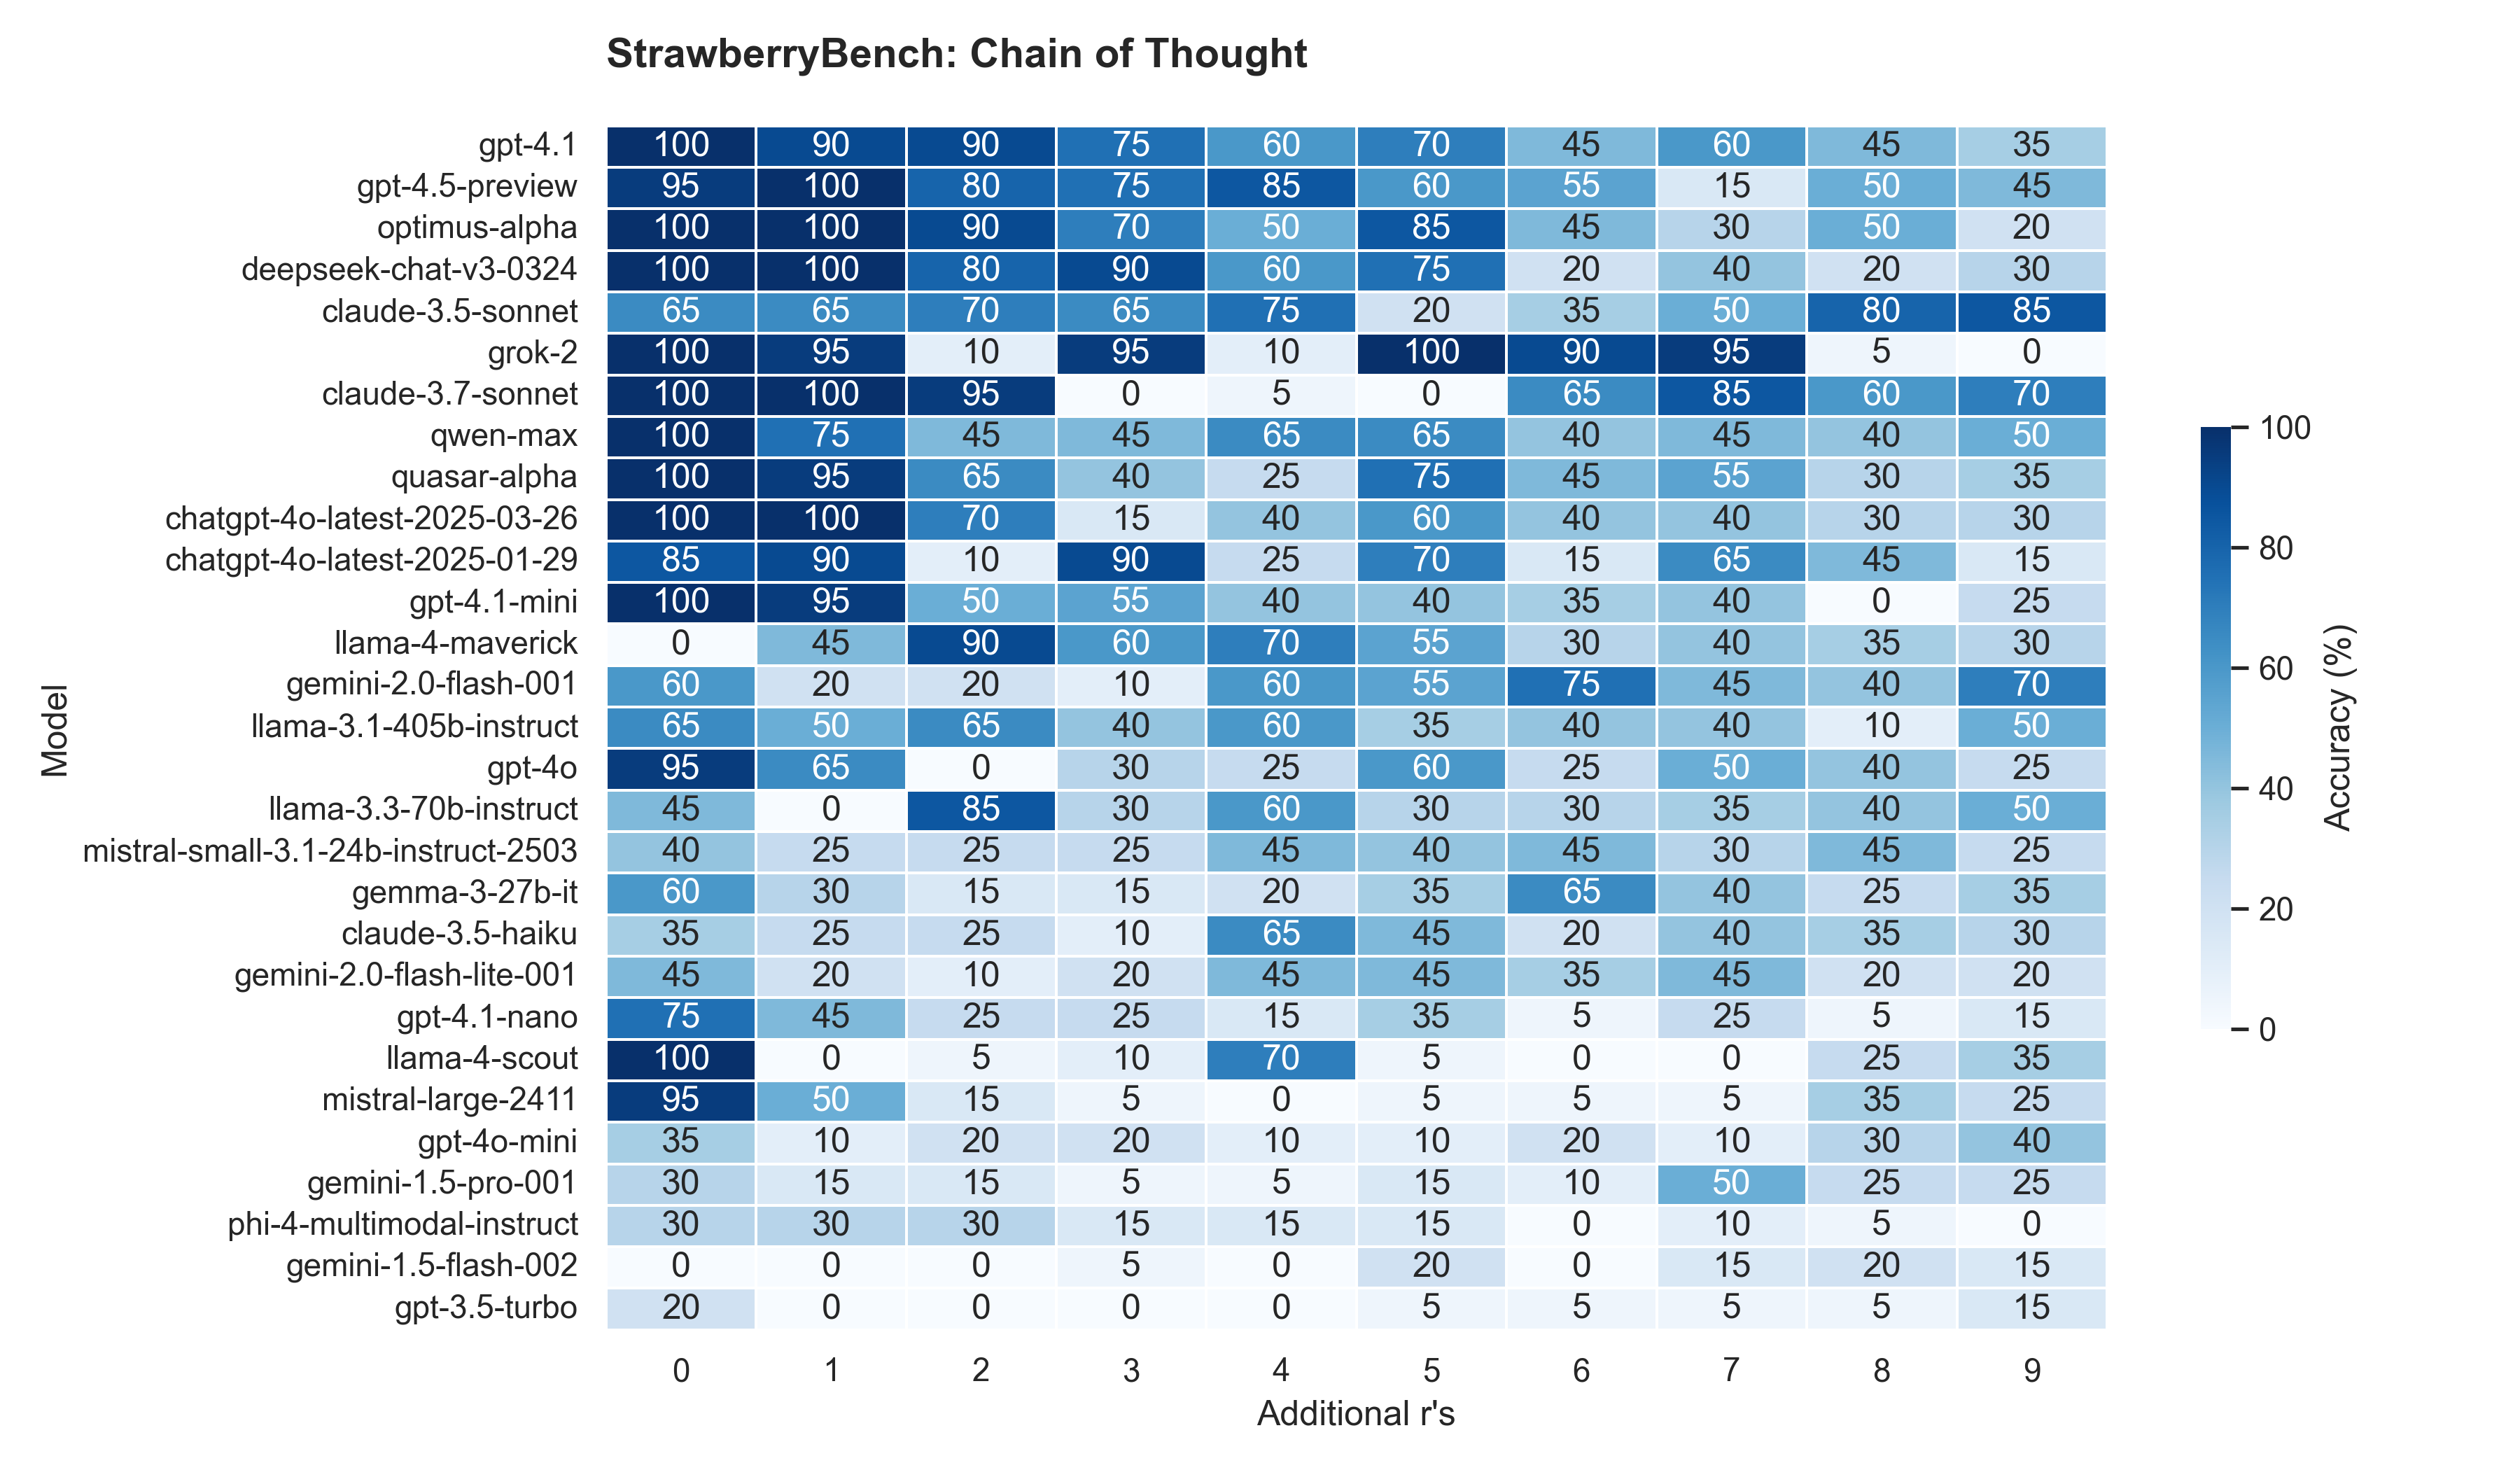 StrawberryBench: Chain of Thought
gpt-4.1 100 90 90 75 60 70 45 60 45 35
gpt-4.5-preview 95 100 80 75 85 60 55 15 50 45
optimus-alpha 100 100 90 70 50 85 45 30 50 20
deepseek-chat-v3-0324 100 100 80 90 60 75 20 40 20 30
claude-3.5-sonnet 65 65 70 65 75 20 35 50 80 85
grok-2 100 95 10 95 10 100 90 95 5 0
claude-3.7-sonnet 100 100 95 0 5 0 65 85 60 70
qwen-max 100 75 45 45 65 65 40 45 40 50
quasar-alpha 100 95 65 40 25 75 45 55 30 35
chatgpt-4o-latest-2025-03-26 100 100 70 15 40 60 40 40 30 30
chatgpt-4o-latest-2025-01-29 85 90 10 90 25 70 15 65 45 15
gpt-4.1-mini 100 95 50 55 40 40 35 40 0 25
llama-4-maverick 0 45 90 60 70 55 30 40 35 30
gemini-2.0-flash-001 60 20 20 10 60 55 75 45 40 70
llama-3.1-405b-instruct 65 50 65 40 60 35 40 40 10 50
gpt-4o 95 65 0 30 25 60 25 50 40 25
llama-3.3-70b-instruct 45 0 85 30 60 30 30 35 40 50
mistral-small-3.1-24b-instruct-2503 40 25 25 25 45 40 45 30 45 25
gemma-3-27b-it 60 30 15 15 20 35 65 40 25 35
claude-3.5-haiku 35 25 25 10 65 45 20 40 35 30
gemini-2.0-flash-lite-001 45 20 10 20 45 45 35 45 20 20
gpt-4.1-nano 75 45 25 25 15 35 5 25 5 15
llama-4-scout 100 0 5 10 70 5 0 0 25 35
mistral-large-2411 95 50 15 5 0 5 5 5 35 25
gpt-4o-mini 35 10 20 20 10 10 20 10 30 40
gemini-1.5-pro-001 30 15 15 5 5 15 10 50 25 25
phi-4-multimodal-instruct 30 30 30 15 15 15 0 10 5 0
gemini-1.5-flash-002 0 0 0 5 0 20 0 15 20 15
gpt-3.5-turbo 20 0 0 0 0 5 5 5 5 15
0 1 2 3 4 5 6 7 8 9
Additional r's
Model
100
80
60
40
20
0
Accuracy (%)